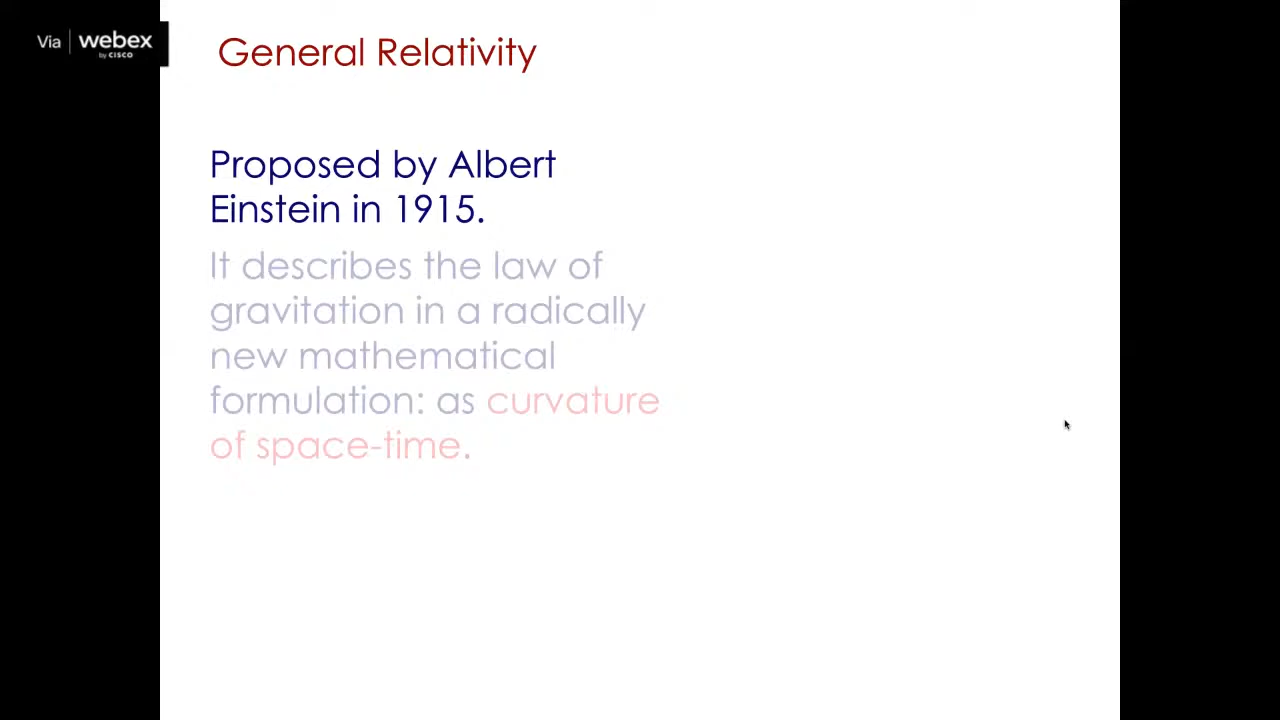 Via webex
by CISCO
General Relativity
Proposed by Albert
Einstein in 1915.
It describes the law of
gravitation in a radically
new mathematical
formulation: as curvature
of space-time.